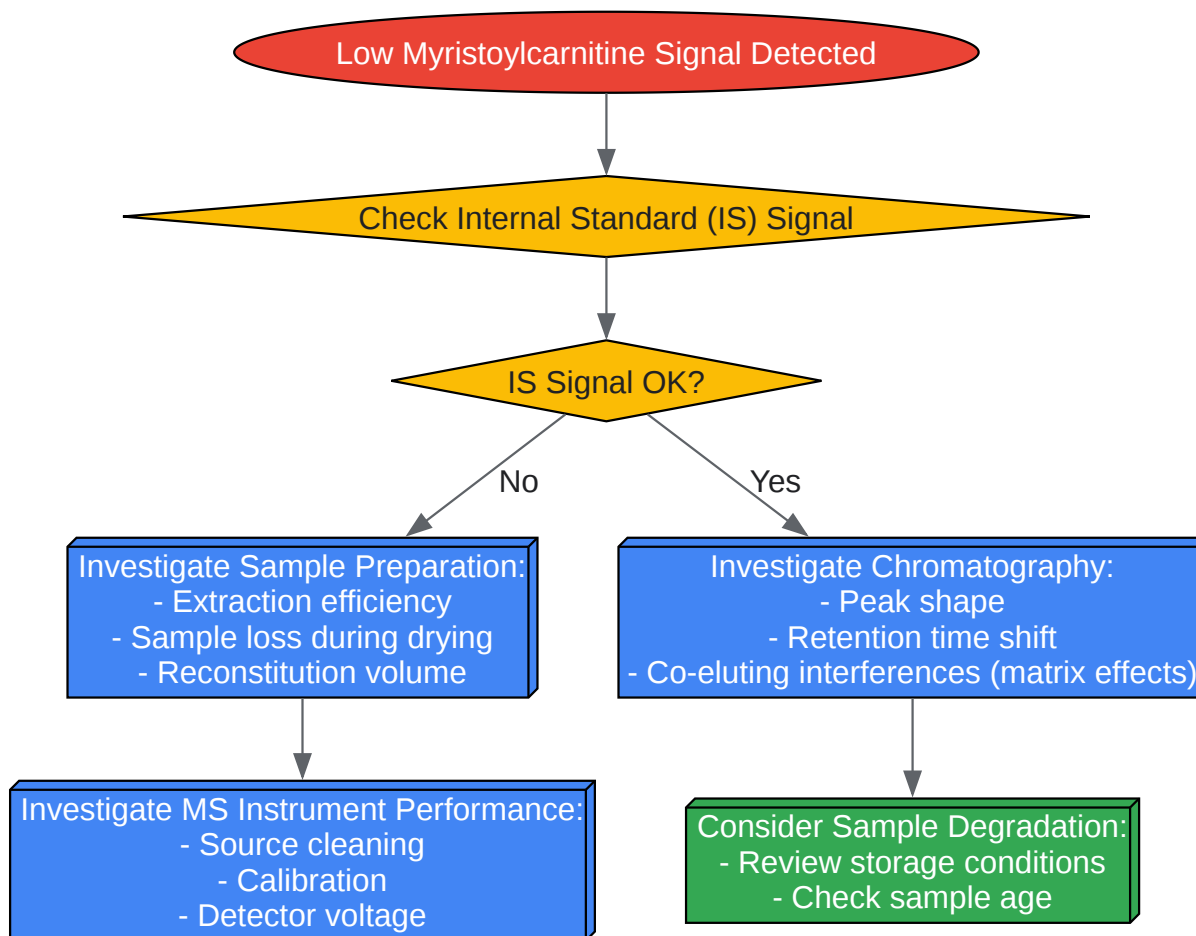 Low Myristoylcarnitine Signal Detected
Check Internal Standard (IS) Signal
IS Signal OK?
No
Yes
Investigate Sample Preparation:
- Extraction efficiency
- Sample loss during drying
- Reconstitution volume
Investigate Chromatography:
- Peak shape
- Retention time shift
- Co-eluting interferences (matrix effects)
Investigate MS Instrument Performance:
- Source cleaning
- Calibration
- Detector voltage
Consider Sample Degradation:
- Review storage conditions
- Check sample age